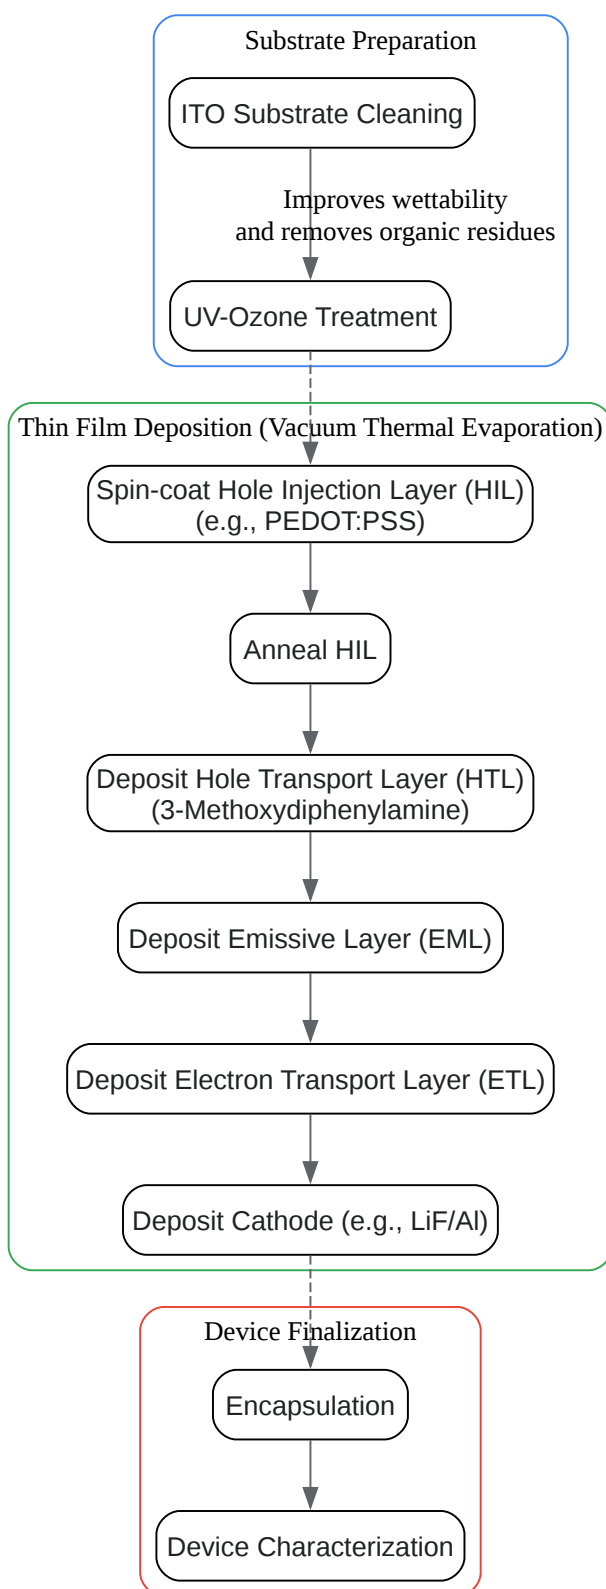 Substrate Preparation
ITO Substrate Cleaning
Improves wettability
and removes organic residues
UV-Ozone Treatment
Thin Film Deposition (Vacuum Thermal Evaporation)
Spin-coat Hole Injection Layer (HIL)
(e.g., PEDOT:PSS)
Anneal HIL
Deposit Hole Transport Layer (HTL)
(3-Methoxydiphenylamine)
Deposit Emissive Layer (EML)
Deposit Electron Transport Layer (ETL)
Deposit Cathode (e.g., LiF/Al)
Device Finalization
Encapsulation
Device Characterization